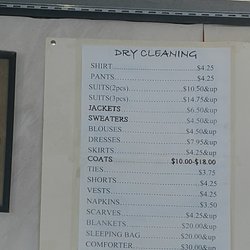 DRY CLEANING
SHIRT....................................$4.25
PANTS....................................$4.25
SUITS(2pcs)..........................$10.50&up
SUITS(3pcs)..........................$14.75&up
JACKETS..............................$6.50&up
SWEATERS..........................$4.50&up
BLOUSES.............................$4.50&up
DRESSES.............................$7.95&up
SKIRTS................................$4.25&up
COATS.................................$10.00-$18.00
TIES.....................................$3.75
SHORTS...............................$4.25
VESTS..................................$4.25
NAPKINS..............................$3.50
SCARVES.............................$4.25&up
BLANKETS...........................$20.00&up
SLEEPING BAG....................$20.00&up
COMFORTER.......................$30.00&up